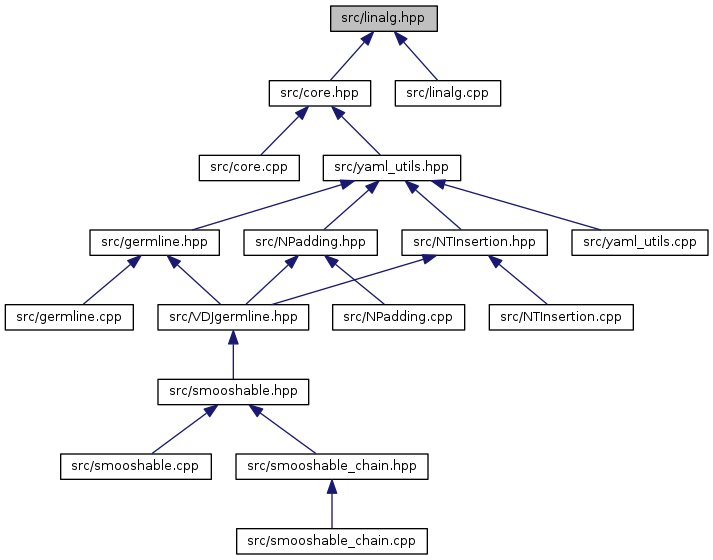 src/linalg.hpp
src/core.hpp
src/linalg.cpp
src/core.cpp
src/yaml_utils.hpp
src/germline.hpp
src/NPadding.hpp
src/NTInsertion.hpp
src/yaml_utils.cpp
src/germline.cpp
src/VDJgermline.hpp
src/NPadding.cpp
src/NTInsertion.cpp
src/smooshable.hpp
src/smooshable.cpp
src/smooshable_chain.hpp
src/smooshable_chain.cpp